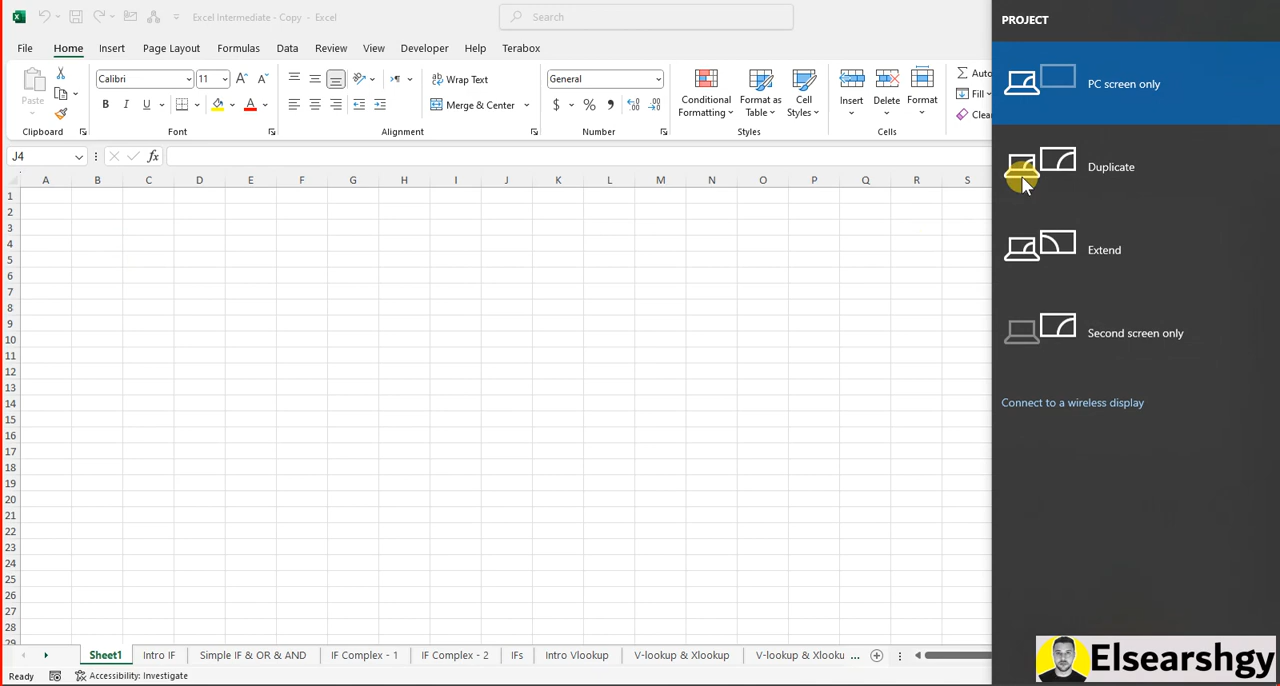 Excel Intermediate - Copy - Excel
Search
File Home Insert Page Layout Formulas Data Review View Developer Help Terabox
Paste
Clipboard
Calibri 11
B I U
Font
Wrap Text
Merge & Center
Alignment
General
$ % ,
Number
Conditional Formatting
Format as Table
Cell Styles
Styles
Insert Delete Format
Cells
Fill
J4
fx
A B C D E F G H I J K L M N O P Q R S
1
2
3
4
5
6
7
8
9
10
11
12
13
14
15
16
17
18
19
20
21
22
23
24
25
26
27
28
29
Sheet1 Intro IF Simple IF & OR & AND IF Complex - 1 IF Complex - 2 IFs Intro Vlookup V-lookup & Xlookup V-lookup & Xlooku ...
Ready Accessibility: Investigate
PROJECT
PC screen only
Duplicate
Extend
Second screen only
Connect to a wireless display
Elsearshgy